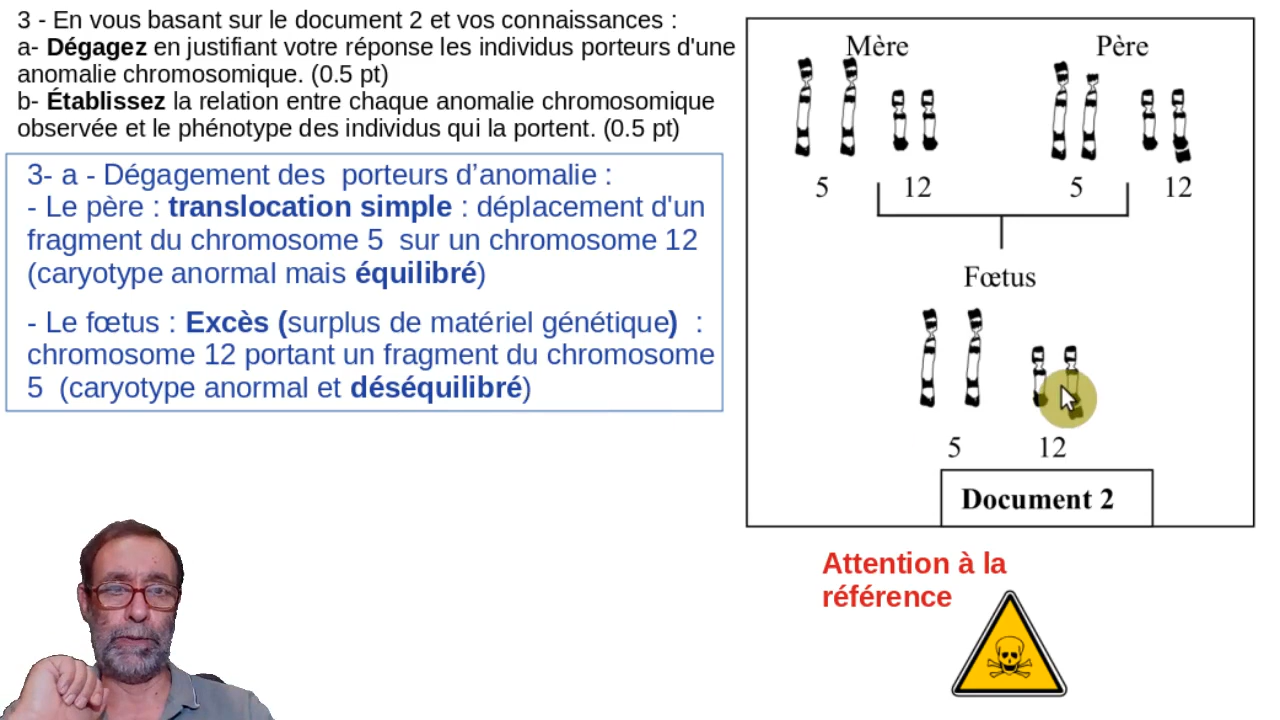 3 - En vous basant sur le document 2 et vos connaissances :
a- Dégagez en justifiant votre réponse les individus porteurs d'une
anomalie chromosomique. (0.5 pt)
b- Établissez la relation entre chaque anomalie chromosomique
observée et le phénotype des individus qui la portent. (0.5 pt)
3- a - Dégagement des porteurs d’anomalie :
- Le père : translocation simple : déplacement d'un
fragment du chromosome 5 sur un chromosome 12
(caryotype anormal mais équilibré)
- Le fœtus : Excès (surplus de matériel génétique) :
chromosome 12 portant un fragment du chromosome
5 (caryotype anormal et déséquilibré)
Mère Père
5 12 5 12
Fœtus
5 12
Document 2
Attention à la
référence